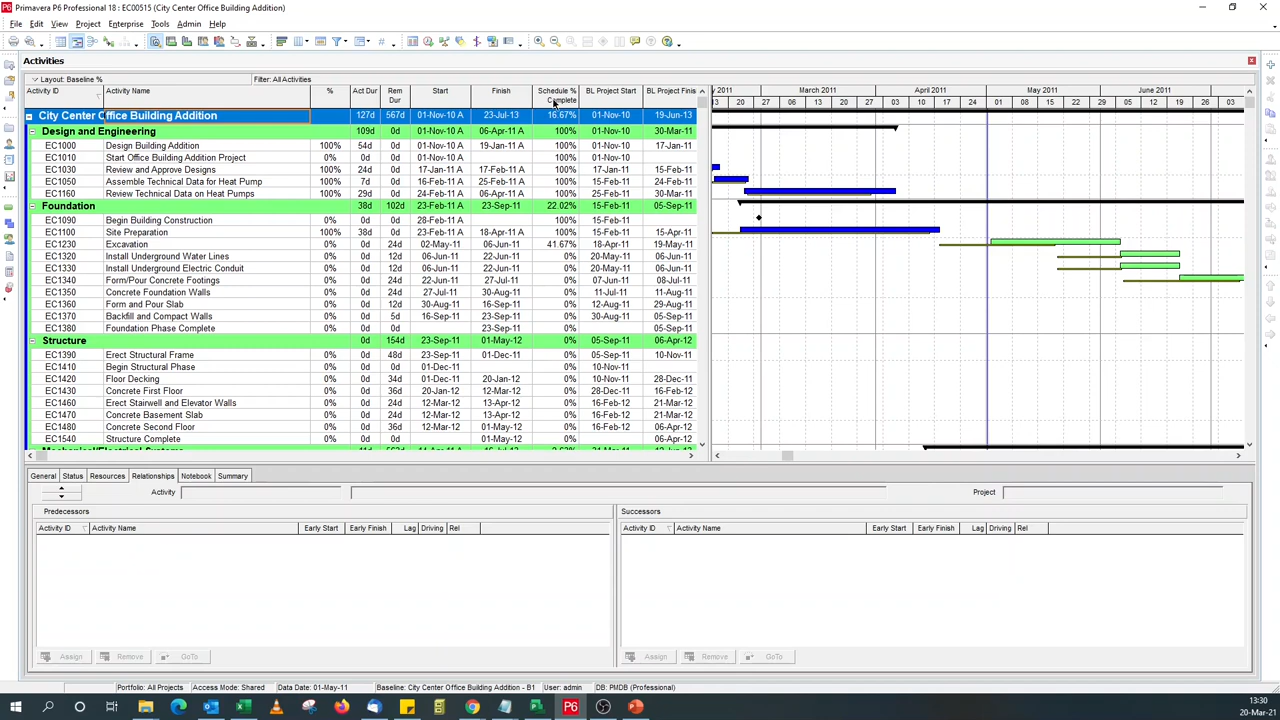 Primavera P6 Professional 18 : EC00515 (City Center Office Building Addition)
File Edit View Project Enterprise Tools Admin Help
Activities
Layout: Baseline % Filter: All Activities
Activity ID Activity Name % Act Dur Rem Dur Start Finish Schedule % Complete BL Project Start BL Project Finis
City Center Office Building Addition 127d 567d 01-Nov-10 A 23-Jul-13 16.67% 01-Nov-10 19-Jun-13
Design and Engineering 109d 0d 01-Nov-10 A 06-Apr-11 A 100% 01-Nov-10 30-Mar-11
EC1000 Design Building Addition 100% 54d 0d 01-Nov-10 A 19-Jan-11 A 100% 01-Nov-10 17-Jan-11
EC1010 Start Office Building Addition Project 100% 0d 0d 01-Nov-10 A 100% 01-Nov-10
EC1030 Review and Approve Designs 100% 24d 0d 17-Jan-11 A 17-Feb-11 A 100% 17-Jan-11 15-Feb-11
EC1050 Assemble Technical Data for Heat Pump 100% 7d 0d 16-Feb-11 A 25-Feb-11 A 100% 15-Feb-11 24-Feb-11
EC1160 Review Technical Data on Heat Pumps 100% 29d 0d 24-Feb-11 A 06-Apr-11 A 100% 25-Feb-11 30-Mar-11
Foundation 38d 102d 23-Feb-11 A 23-Sep-11 22.02% 15-Feb-11 05-Sep-11
EC1090 Begin Building Construction 100% 0d 0d 28-Feb-11 A 100% 15-Feb-11
EC1100 Site Preparation 100% 38d 0d 23-Feb-11 A 18-Apr-11 A 100% 15-Feb-11 15-Apr-11
EC1230 Excavation 0% 0d 24d 02-May-11 06-Jun-11 41.67% 18-Apr-11 19-May-11
EC1320 Install Underground Water Lines 0% 0d 12d 06-Jun-11 22-Jun-11 0% 20-May-11 06-Jun-11
EC1330 Install Underground Electric Conduit 0% 0d 12d 06-Jun-11 22-Jun-11 0% 20-May-11 06-Jun-11
EC1340 Form/Pour Concrete Footings 0% 0d 24d 22-Jun-11 27-Jul-11 0% 07-Jun-11 08-Jul-11
EC1350 Concrete Foundation Walls 0% 0d 24d 27-Jul-11 30-Aug-11 0% 11-Jul-11 11-Aug-11
EC1360 Form and Pour Slab 0% 0d 12d 30-Aug-11 16-Sep-11 0% 12-Aug-11 29-Aug-11
EC1370 Backfill and Compact Walls 0% 0d 5d 16-Sep-11 23-Sep-11 0% 30-Aug-11 05-Sep-11
EC1380 Foundation Phase Complete 0% 0d 0d 23-Sep-11 0% 05-Sep-11
Structure 0d 154d 23-Sep-11 01-May-12 0% 05-Sep-11 06-Apr-12
EC1390 Erect Structural Frame 0% 0d 48d 23-Sep-11 01-Dec-11 0% 05-Sep-11 10-Nov-11
EC1410 Begin Structural Phase 0% 0d 0d 01-Dec-11 0% 10-Nov-11
EC1420 Floor Decking 0% 0d 34d 01-Dec-11 20-Jan-12 0% 10-Nov-11 28-Dec-11
EC1430 Concrete First Floor 0% 0d 36d 20-Jan-12 12-Mar-12 0% 28-Dec-11 16-Feb-12
EC1460 Erect Stairwell and Elevator Walls 0% 0d 24d 12-Mar-12 13-Apr-12 0% 16-Feb-12 21-Mar-12
EC1470 Concrete Basement Slab 0% 0d 24d 12-Mar-12 13-Apr-12 0% 16-Feb-12 21-Mar-12
EC1480 Concrete Second Floor 0% 0d 36d 12-Mar-12 01-May-12 0% 16-Feb-12 06-Apr-12
EC1540 Structure Complete 0% 0d 0d 01-May-12 0% 06-Apr-12
Mechanical/Electrical Systems
y 2011 March 2011 April 2011 May 2011 June 2011
13 20 27 06 13 20 27 03 10 17 24 01 08 15 22 29 05 12 19 26 03
General Status Resources Relationships Notebook Summary
Activity Project
Predecessors Successors
Activity ID Activity Name Early Start Early Finish Lag Driving Rel
Activity ID Activity Name Early Start Early Finish Lag Driving Rel
Assign Remove GoTo Assign Remove GoTo
Portfolio: All Projects Access Mode: Shared Data Date: 01-May-11 Baseline: City Center Office Building Addition - B1 User: admin DB: PMDB (Professional)
13:30
20-Mar-21